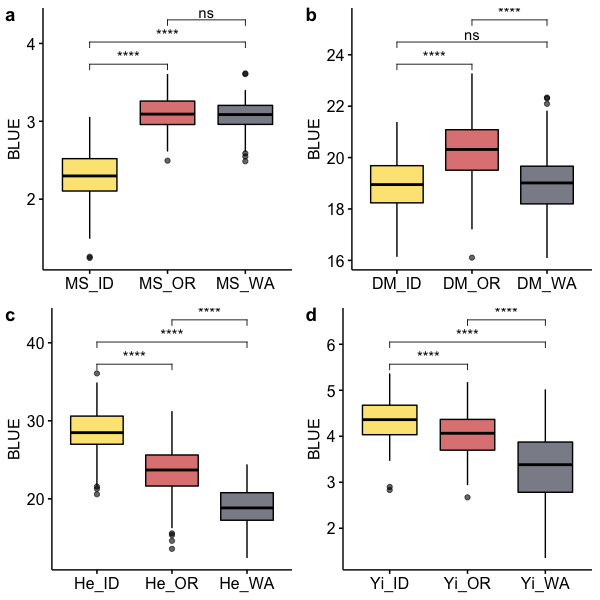 a
ns
****
****
4
3
2
BLUE
MS_ID MS_OR MS_WA
b
****
ns
****
24
22
20
18
16
BLUE
DM_ID DM_OR DM_WA
c
****
****
****
40
30
20
BLUE
He_ID He_OR He_WA
d
****
****
****
6
5
4
3
2
BLUE
Yi_ID Yi_OR Yi_WA